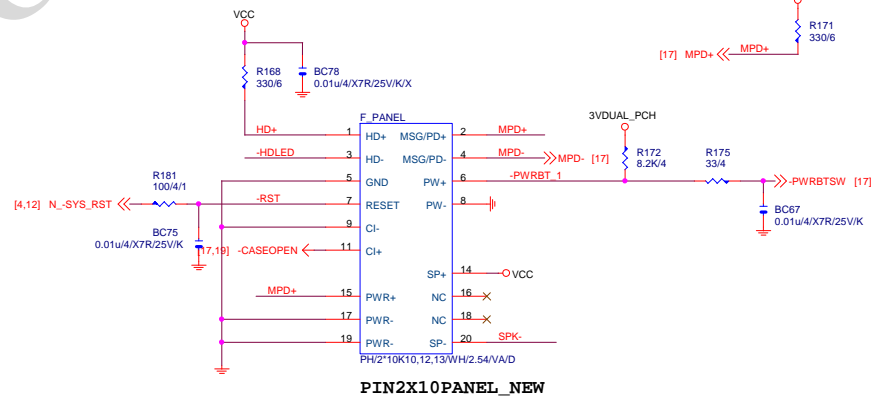 VCC
R171
330/6
[17] MPD+ MPD+
R168
330/6
BC78
0.01u/4/X7R/25V/K/X
F_PANEL
3VDUAL_PCH
HD+ 1 HD+ MSG/PD+ 2 MPD+
-HDLED 3 HD- MSG/PD- 4 MPD- MPD- [17]
R172
8.2K/4
R175
33/4
5 GND PW+ 6 -PWRBT_1 -PWRBTSW [17]
R181
100/4/1
[4,12] N_-SYS_RST -RST 7 RESET PW- 8
BC67
0.01u/4/X7R/25V/K
9 CI-
BC75
0.01u/4/X7R/25V/K
[17,19] -CASEOPEN 11 CI+
SP+ 14 VCC
MPD+ 15 PWR+ NC 16
17 PWR- NC 18
19 PWR- SP- 20 SPK-
PH/2*10K10,12,13/WH/2.54/VA/D
PIN2X10PANEL_NEW